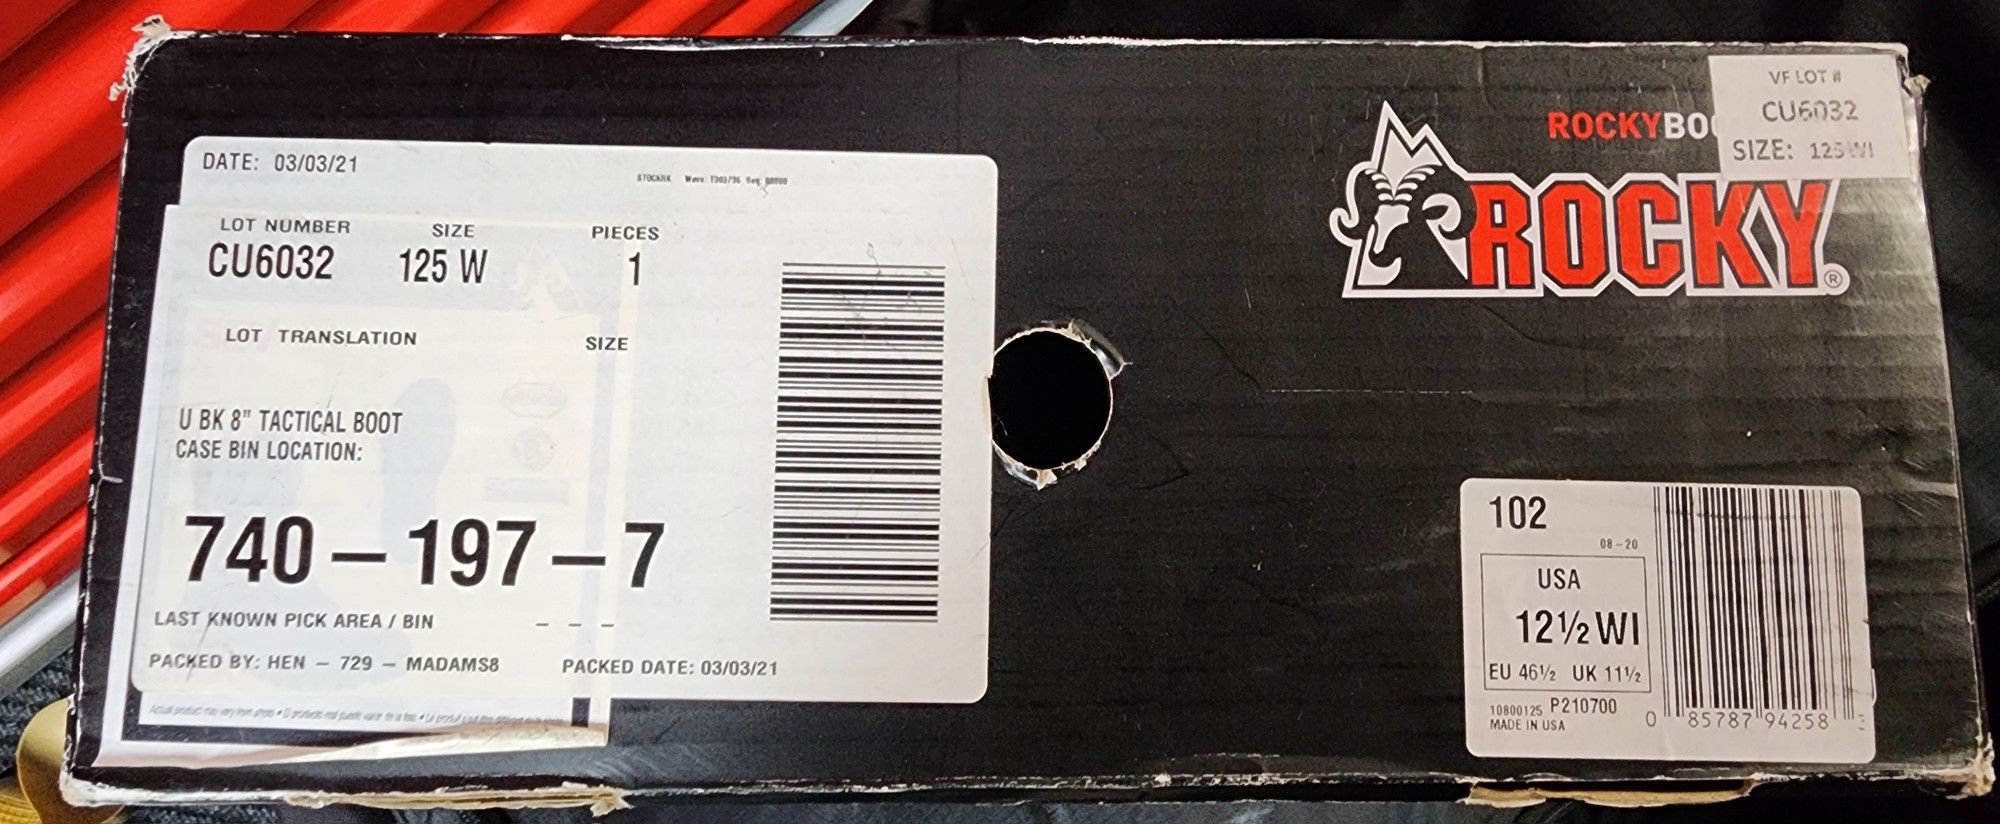 DATE: 03/03/21
LOT NUMBER SIZE PIECES
CU6032 125 W 1
LOT TRANSLATION SIZE
U BK 8" TACTICAL BOOT
CASE BIN LOCATION:
740 – 197 – 7
LAST KNOWN PICK AREA / BIN – – –
PACKED BY: HEN – 729 – MADAMS8 PACKED DATE: 03/03/21
VF LOT #
CU6032
SIZE: 125WI
ROCKYBO
ROCKY®
102
08-20
USA
12½ WI
EU 46½ UK 11½
10800125 P210700
MADE IN USA
0 85787 94258